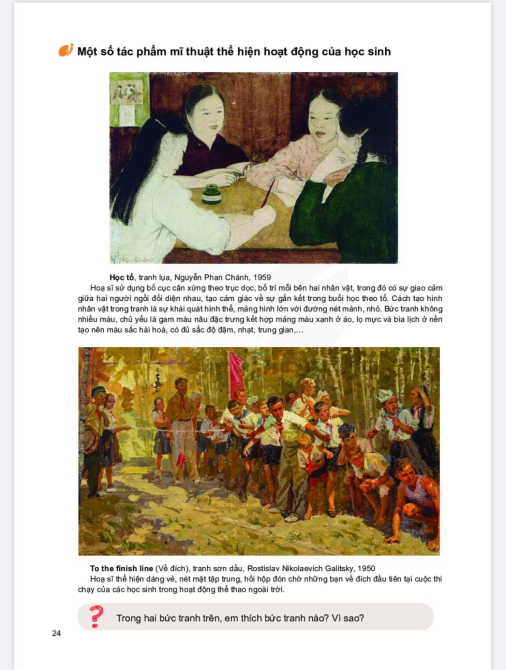 Một số tác phẩm mĩ thuật thể hiện hoạt động của học sinh
Học tổ, tranh lụa, Nguyễn Phan Chánh, 1959
Hoạ sĩ sử dụng bố cục cân xứng theo trục dọc, bố trí mỗi bên hai nhân vật, trong đó có sự giao cảm
giữa hai người ngồi đối diện nhau, tạo cảm giác về sự gắn kết trong buổi học theo tổ. Cách tạo hình
nhân vật trong tranh là sự khái quát hình thể, mảng hình lớn với đường nét mảnh, nhỏ. Bức tranh không
nhiều màu, chủ yếu là gam màu nâu đặc trưng kết hợp mảng màu xanh ở áo, lọ mực và bìa lịch ở nền
tạo nên màu sắc hài hoà, có đủ sắc độ đậm, nhạt, trung gian,...
To the finish line (Về đích), tranh sơn dầu, Rostislav Nikolaevich Galitsky, 1950
Hoạ sĩ thể hiện dáng vẻ, nét mặt tập trung, hồi hộp đón chờ những bạn về đích đầu tiên tại cuộc thi
chạy của các học sinh trong hoạt động thể thao ngoài trời.
Trong hai bức tranh trên, em thích bức tranh nào? Vì sao?
24